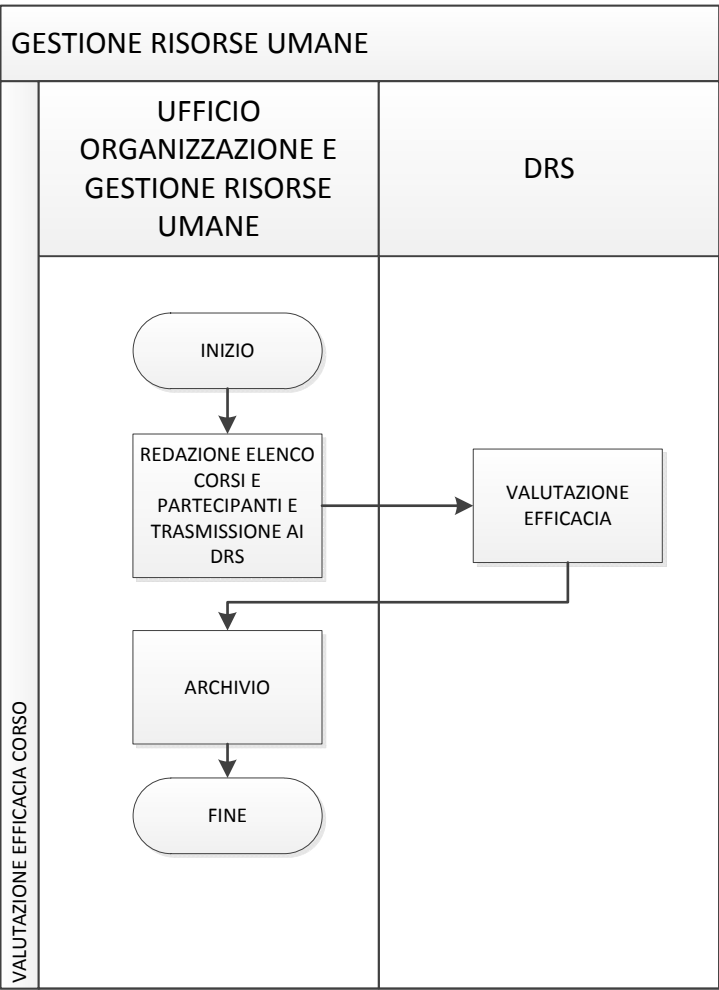 GESTIONE RISORSE UMANE
UFFICIO
ORGANIZZAZIONE E
GESTIONE RISORSE
UMANE
DRS
INIZIO
REDAZIONE ELENCO
CORSI E
PARTECIPANTI E
TRASMISSIONE AI
DRS
VALUTAZIONE
EFFICACIA
ARCHIVIO
FINE
VALUTAZIONE EFFICACIA CORSO